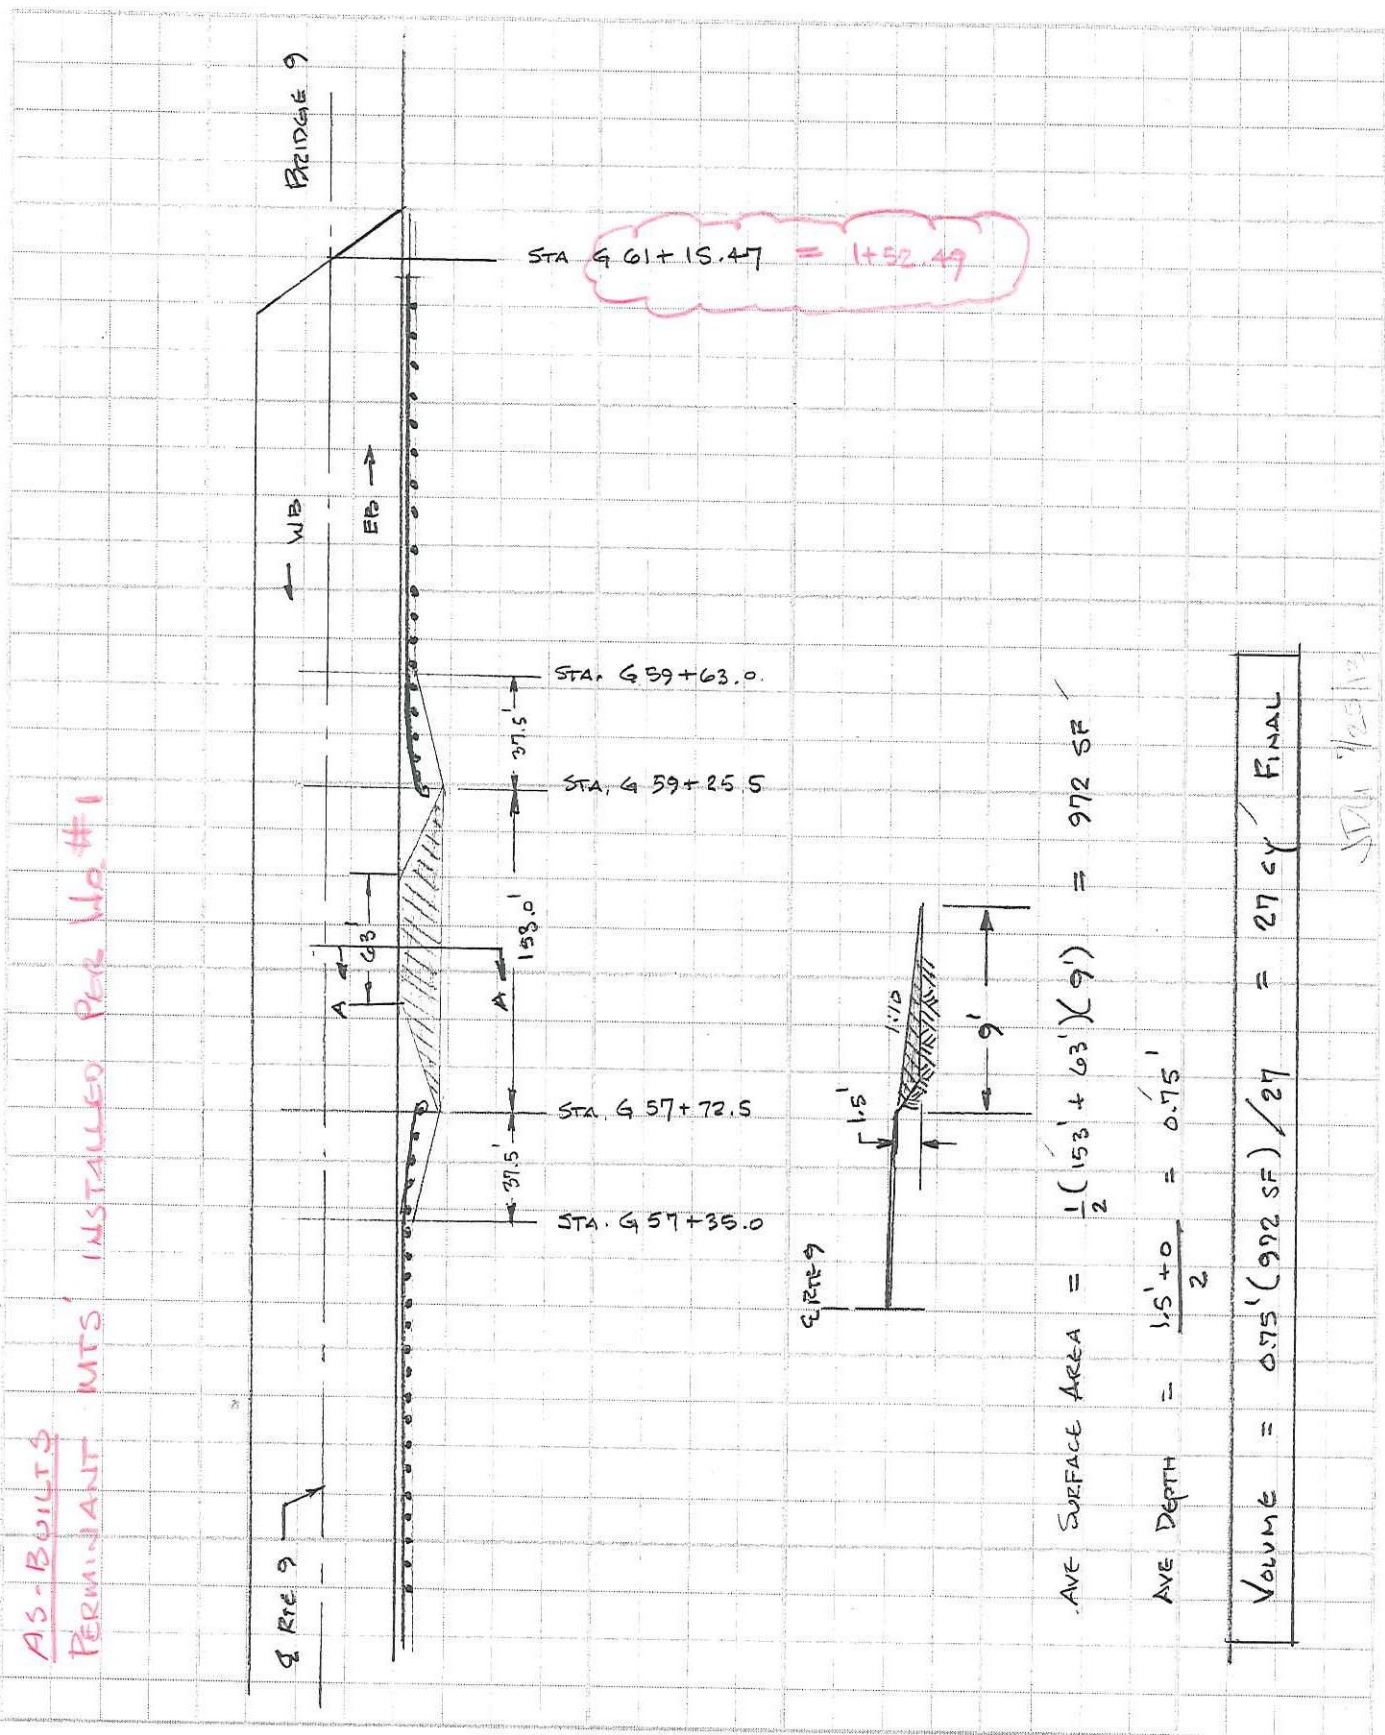 AS-BUILTS
PERMINANT MTS' INSTALLED PER W.O. #1
℄ RTE 9
← WB
EB →
BRIDGE 9
A
63'
A
153.0'
37.5'
37.5'
STA. G 57+35.0
STA. G 57+72.5
STA. G 59+25.5
STA. G 59+63.0
STA G 61+15.47 = 1+52.49
℄ RTE 9
1.5'
1:10
9'
AVE SURFACE AREA = 1/2 (153' + 63')(9') = 972 SF
AVE DEPTH = 1.5'+0 / 2 = 0.75'
VOLUME = 0.75' (972 SF)/27 = 27 CY FINAL